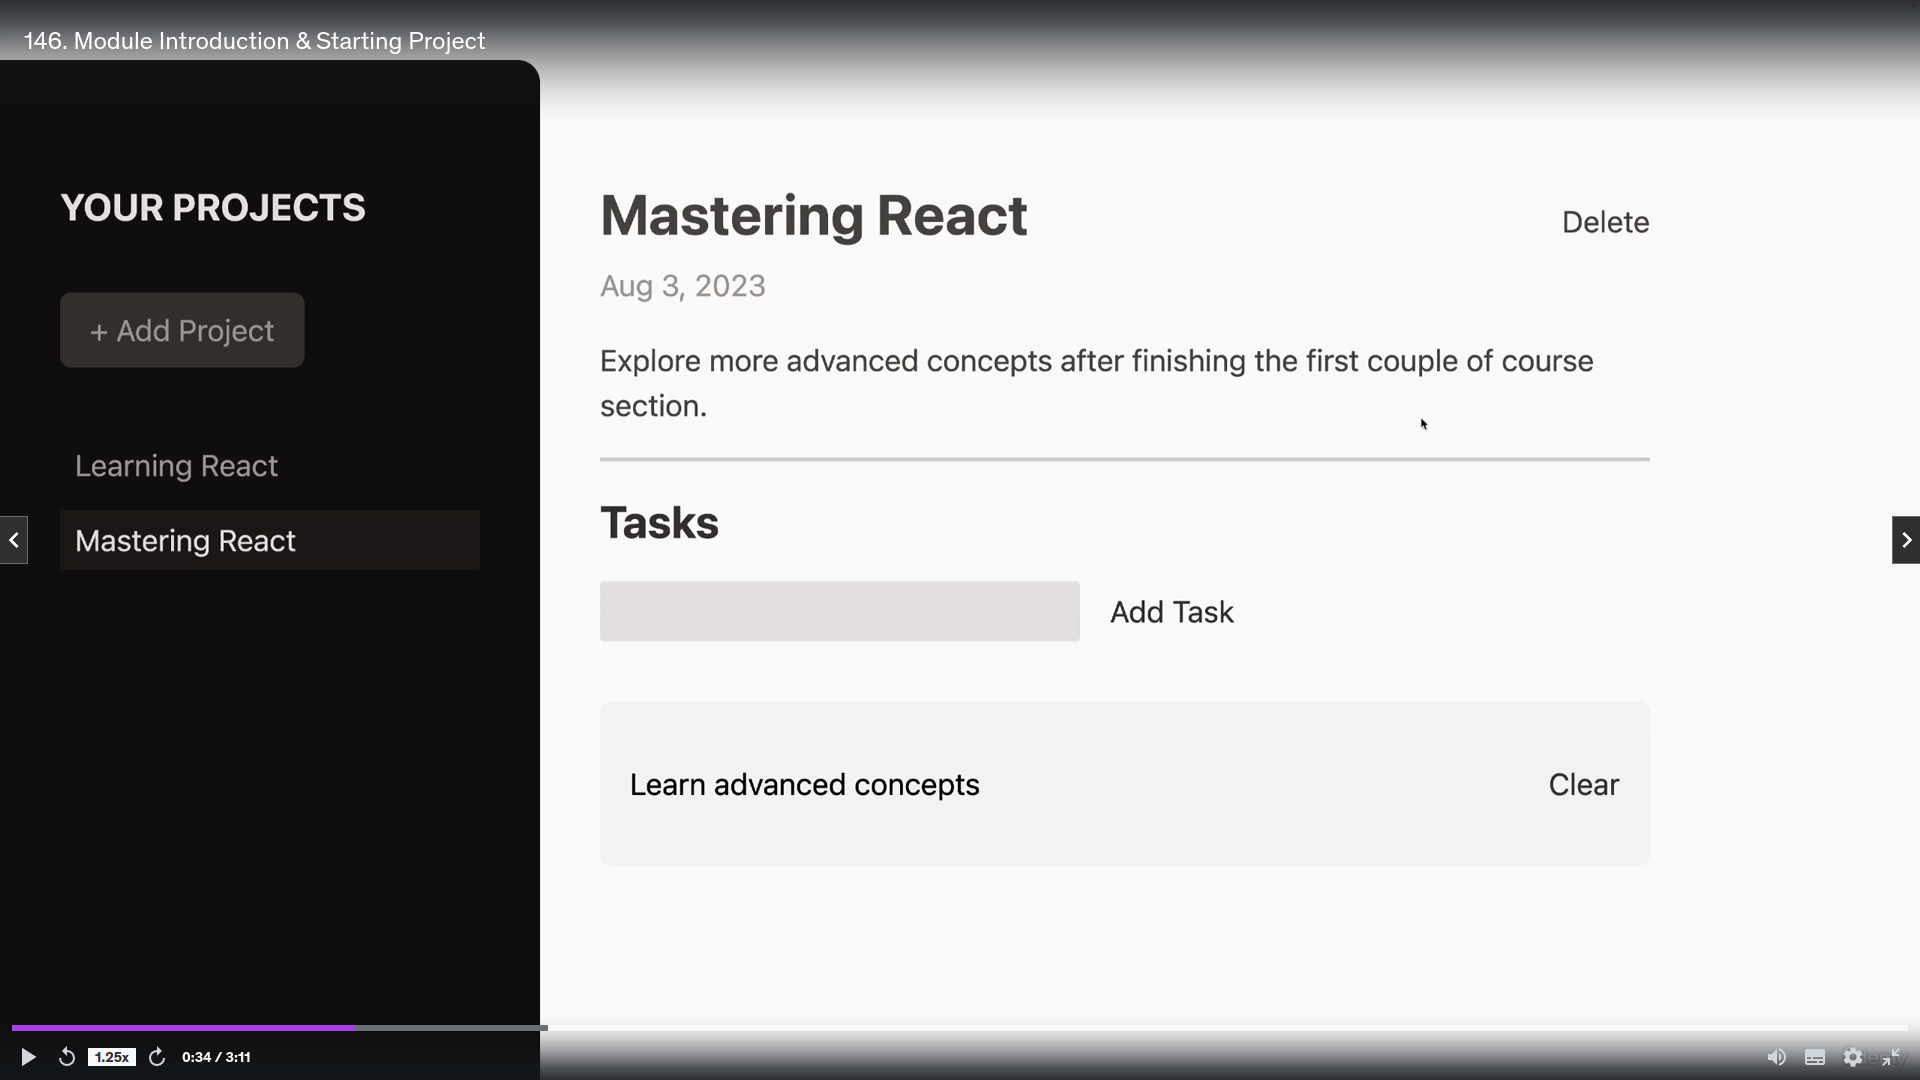 146. Module Introduction & Starting Project
YOUR PROJECTS
+ Add Project
Learning React
Mastering React
Mastering React
Delete
Aug 3, 2023
Explore more advanced concepts after finishing the first couple of course
section.
Tasks
Add Task
Learn advanced concepts
Clear
1.25x
0:34 / 3:11